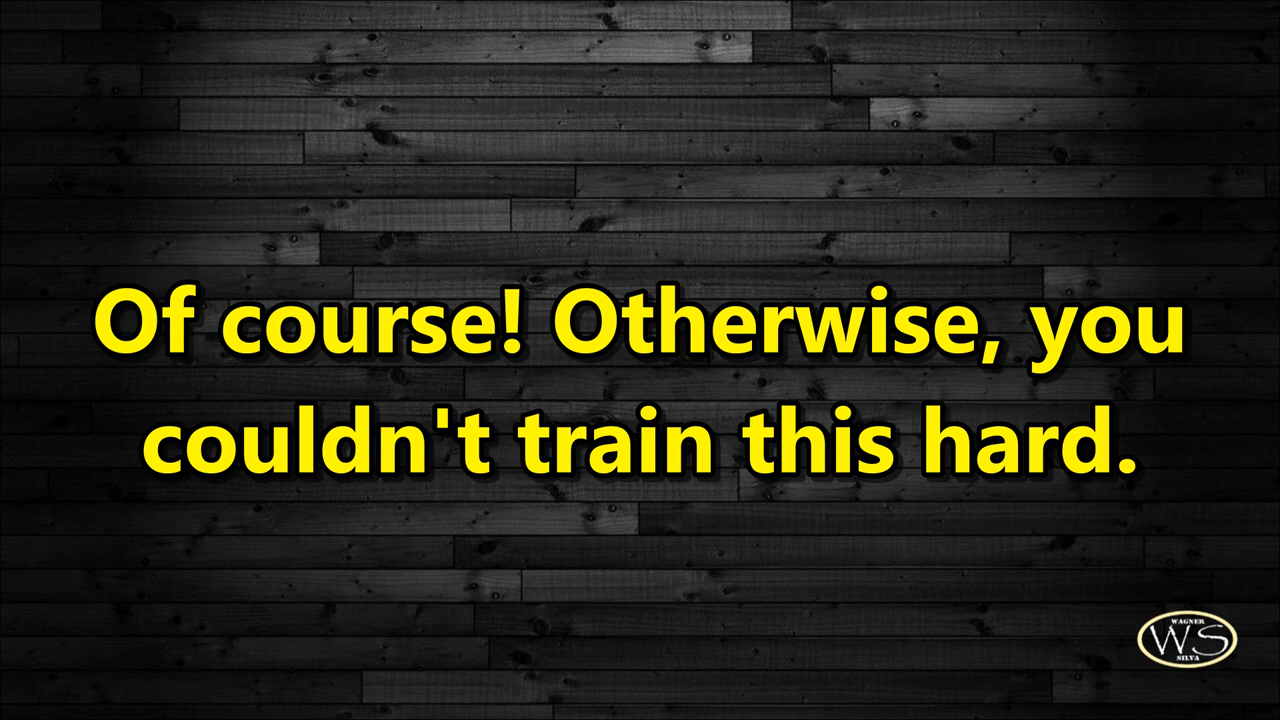 Of course! Otherwise, you
couldn't train this hard.
WAGNER
WS
SILVA